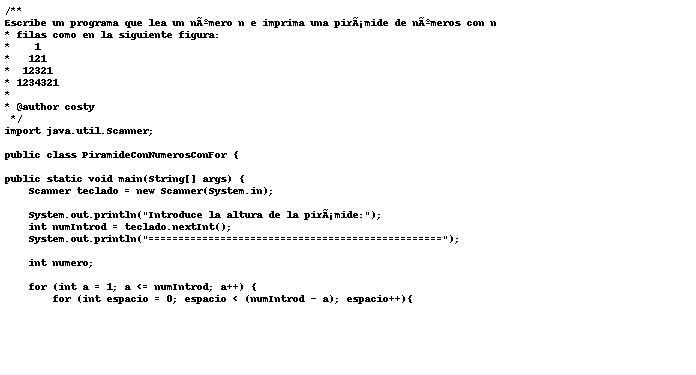 /**
Escribe un programa que lea un nÃºmero n e imprima una pirÃ¡mide de nÃºmeros con n
* filas como en la siguiente figura:
*    1
*   121
*  12321
* 1234321
*
* @author costy
*/
import java.util.Scanner;
public class PiramideConNumerosConFor {
public static void main(String[] args) {
Scanner teclado = new Scanner(System.in);
System.out.println("Introduce la altura de la pirÃ¡mide:");
int numIntrod = teclado.nextInt();
System.out.println("=================================================");
int numero;
for (int a = 1; a <= numIntrod; a++) {
for (int espacio = 0; espacio < (numIntrod - a); espacio++){